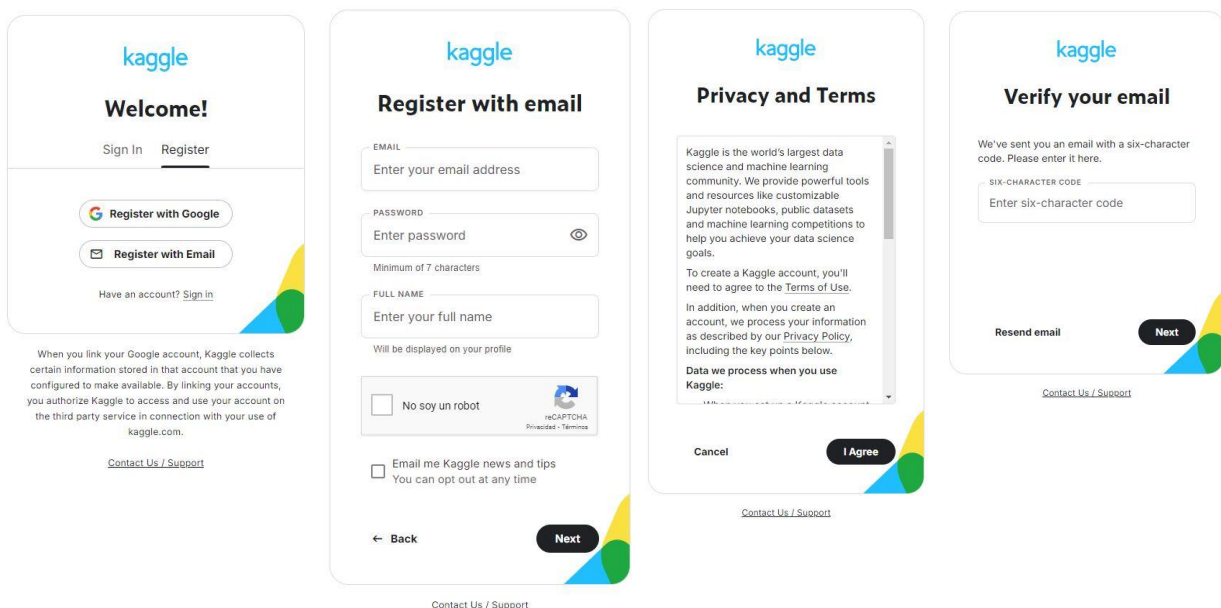 kaggle
Welcome!
Sign In Register
Register with Google
Register with Email
Have an account? Sign in
When you link your Google account, Kaggle collects
certain information stored in that account that you have
configured to make available. By linking your accounts,
you authorize Kaggle to access and use your account on
the third party service in connection with your use of
kaggle.com.
Contact Us / Support
kaggle
Register with email
EMAIL
Enter your email address
PASSWORD
Enter password
Minimum of 7 characters
FULL NAME
Enter your full name
Will be displayed on your profile
No soy un robot
reCAPTCHA
Privacidad - Términos
Email me Kaggle news and tips
You can opt out at any time
← Back
Next
Contact Us / Support
kaggle
Privacy and Terms
Kaggle is the world's largest data
science and machine learning
community. We provide powerful tools
and resources like customizable
Jupyter notebooks, public datasets
and machine learning competitions to
help you achieve your data science
goals.
To create a Kaggle account, you'll
need to agree to the Terms of Use.
In addition, when you create an
account, we process your information
as described by our Privacy Policy,
including the key points below.
Data we process when you use
Kaggle:
Cancel
I Agree
Contact Us / Support
kaggle
Verify your email
We've sent you an email with a six-character
code. Please enter it here.
SIX-CHARACTER CODE
Enter six-character code
Resend email
Next
Contact Us / Support